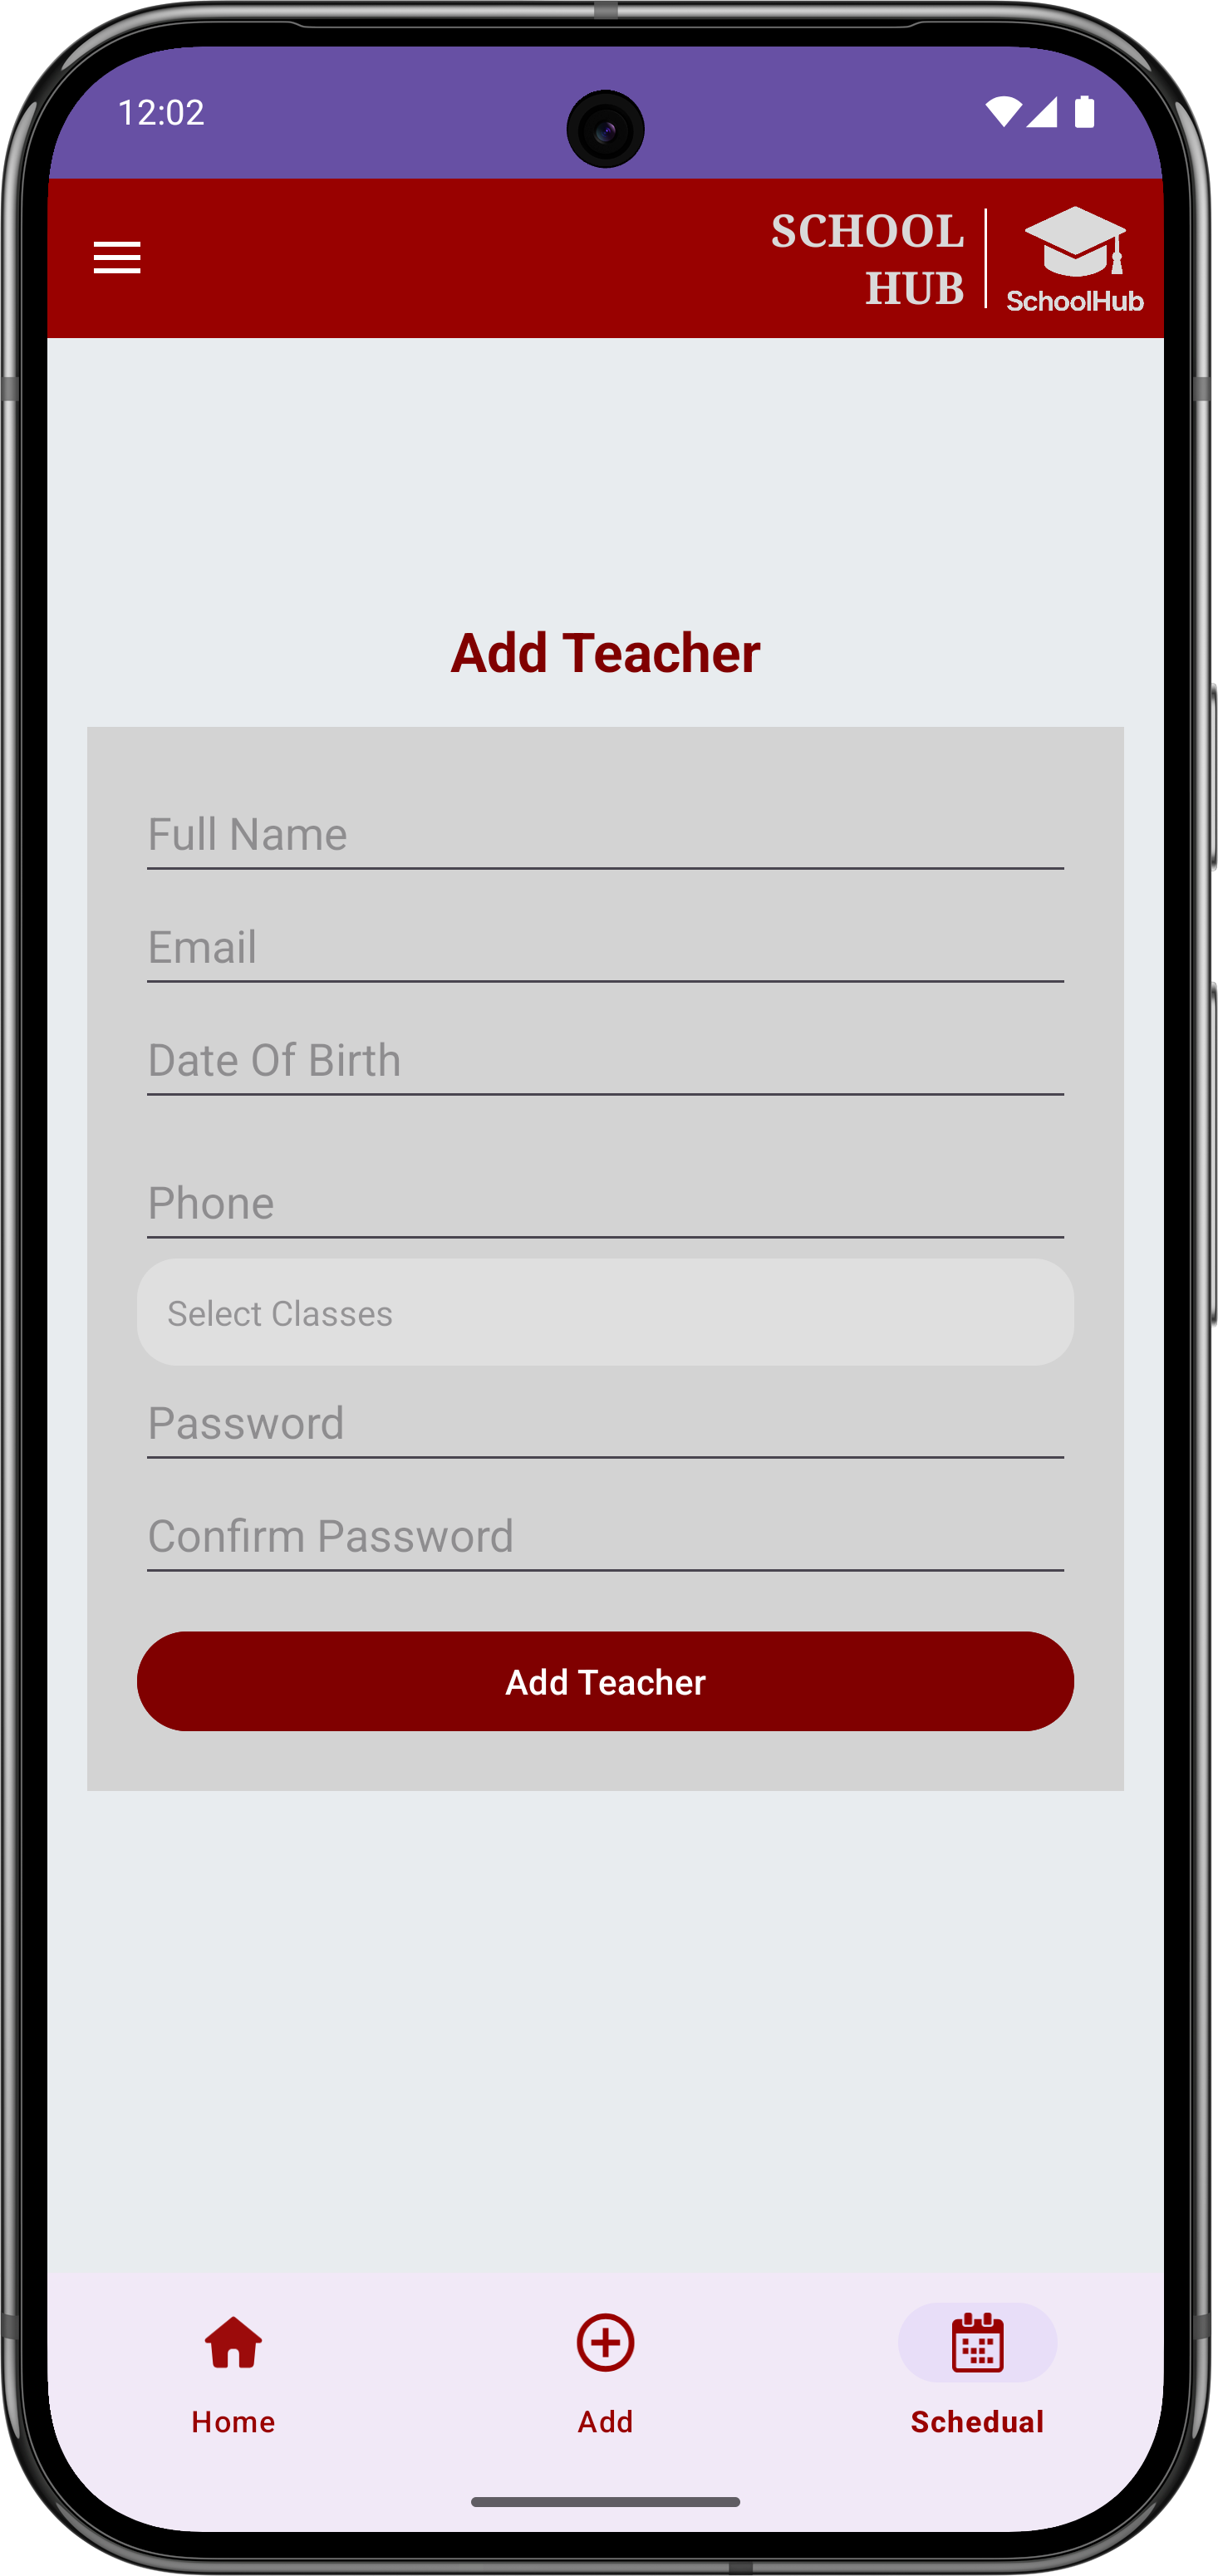 12:02
SCHOOL
HUB
SchoolHub
Add Teacher
Full Name
Email
Date Of Birth
Phone
Select Classes
Password
Confirm Password
Add Teacher
Home
Add
Schedual